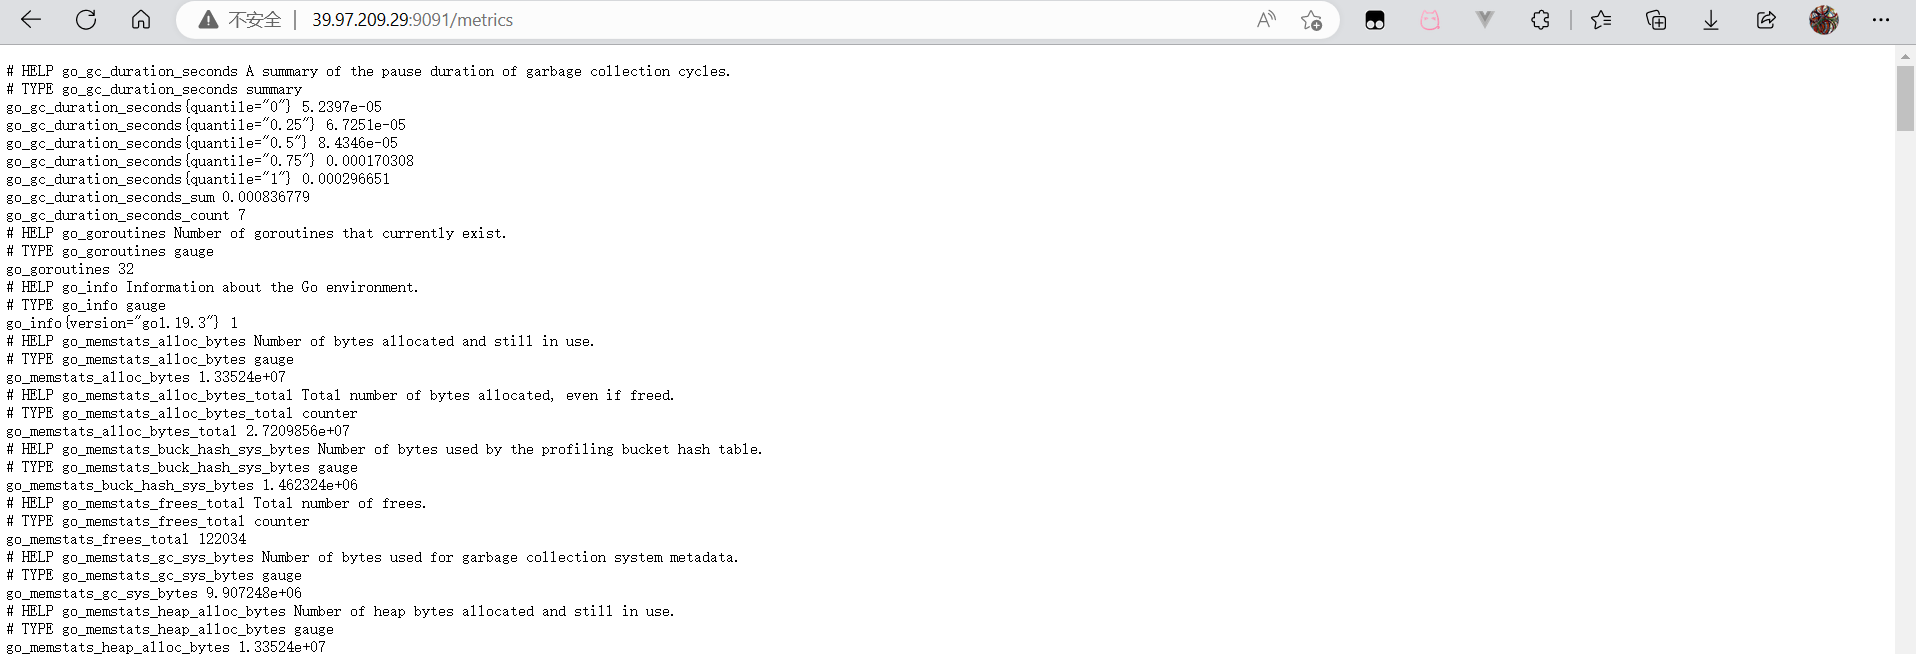 不安全 | 39.97.209.29:9091/metrics
# HELP go_gc_duration_seconds A summary of the pause duration of garbage collection cycles.
# TYPE go_gc_duration_seconds summary
go_gc_duration_seconds{quantile="0"} 5.2397e-05
go_gc_duration_seconds{quantile="0.25"} 6.7251e-05
go_gc_duration_seconds{quantile="0.5"} 8.4346e-05
go_gc_duration_seconds{quantile="0.75"} 0.000170308
go_gc_duration_seconds{quantile="1"} 0.000296651
go_gc_duration_seconds_sum 0.000836779
go_gc_duration_seconds_count 7
# HELP go_goroutines Number of goroutines that currently exist.
# TYPE go_goroutines gauge
go_goroutines 32
# HELP go_info Information about the Go environment.
# TYPE go_info gauge
go_info{version="go1.19.3"} 1
# HELP go_memstats_alloc_bytes Number of bytes allocated and still in use.
# TYPE go_memstats_alloc_bytes gauge
go_memstats_alloc_bytes 1.33524e+07
# HELP go_memstats_alloc_bytes_total Total number of bytes allocated, even if freed.
# TYPE go_memstats_alloc_bytes_total counter
go_memstats_alloc_bytes_total 2.7209856e+07
# HELP go_memstats_buck_hash_sys_bytes Number of bytes used by the profiling bucket hash table.
# TYPE go_memstats_buck_hash_sys_bytes gauge
go_memstats_buck_hash_sys_bytes 1.462324e+06
# HELP go_memstats_frees_total Total number of frees.
# TYPE go_memstats_frees_total counter
go_memstats_frees_total 122034
# HELP go_memstats_gc_sys_bytes Number of bytes used for garbage collection system metadata.
# TYPE go_memstats_gc_sys_bytes gauge
go_memstats_gc_sys_bytes 9.907248e+06
# HELP go_memstats_heap_alloc_bytes Number of heap bytes allocated and still in use.
# TYPE go_memstats_heap_alloc_bytes gauge
go_memstats_heap_alloc_bytes 1.33524e+07